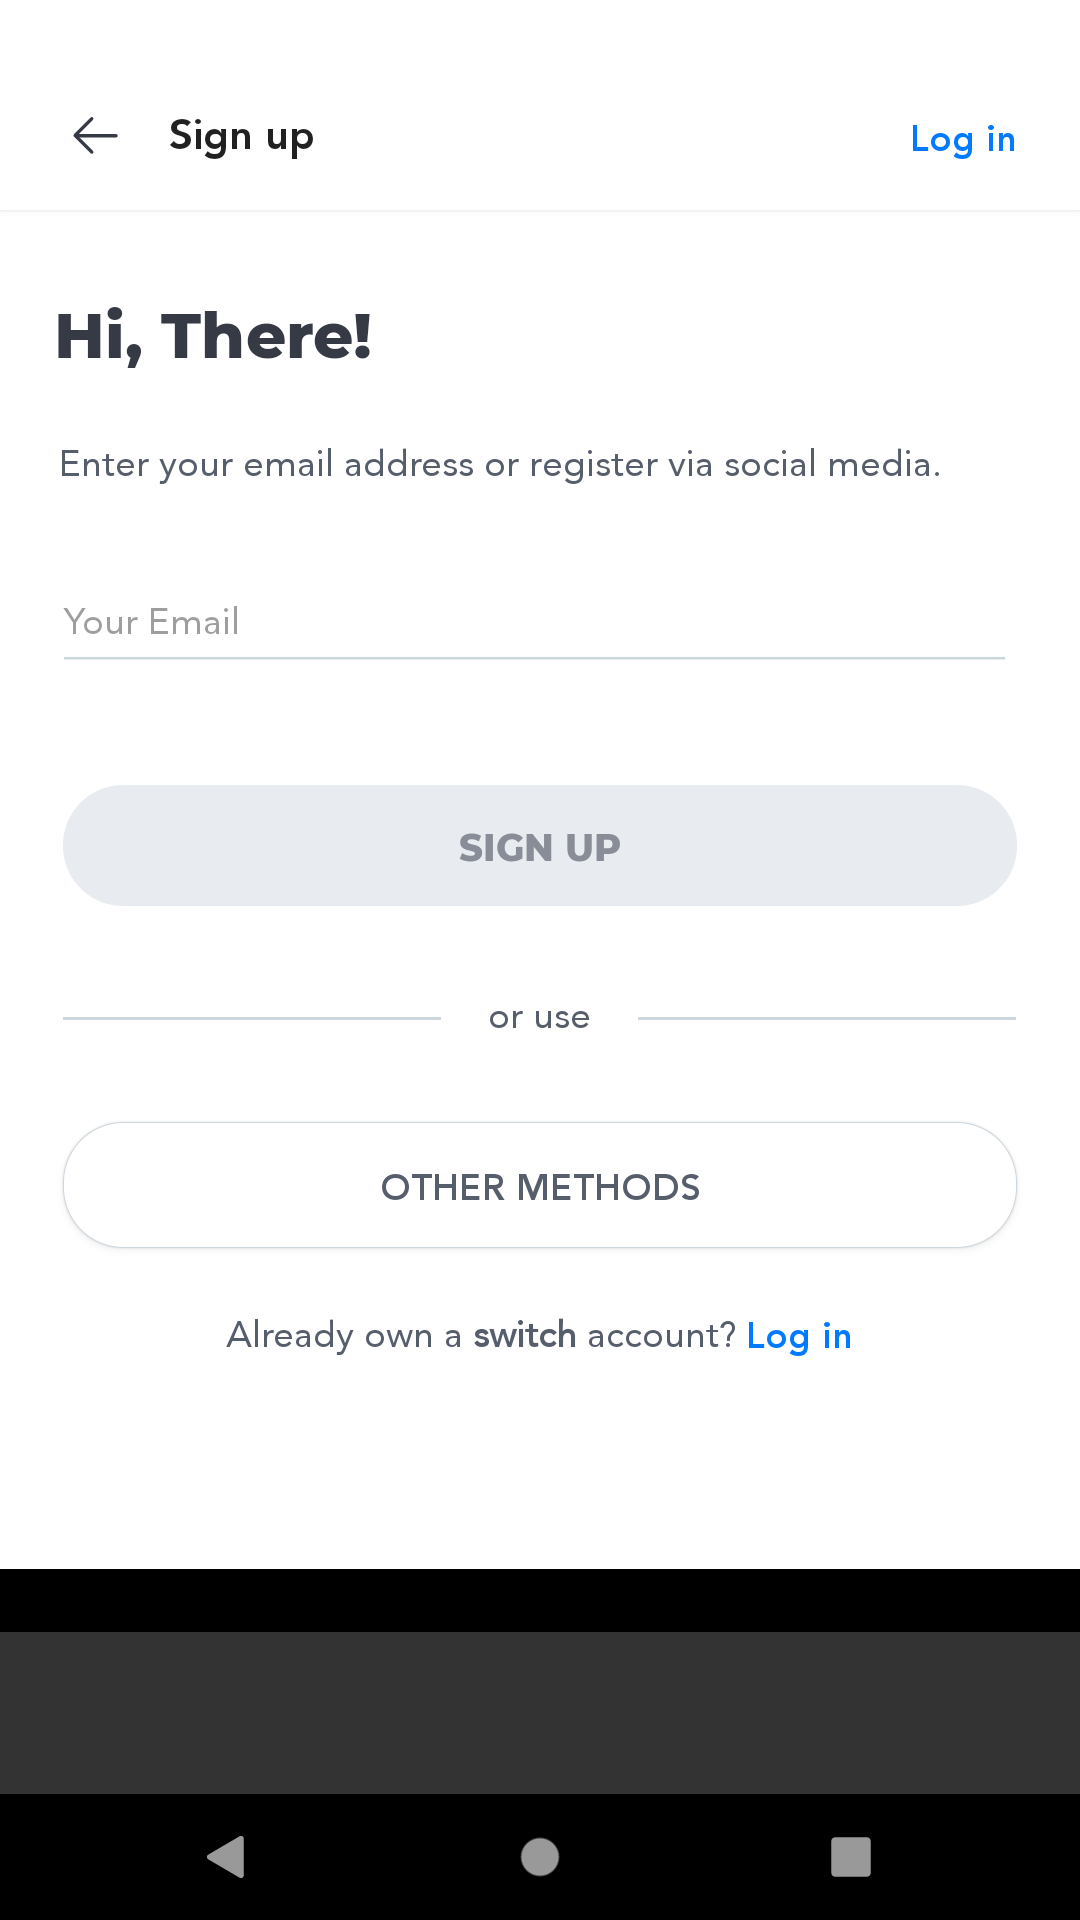 Sign up
Log in
Hi, There!
Enter your email address or register via social media.
Your Email
SIGN UP
or use
OTHER METHODS
Already own a switch account? Log in